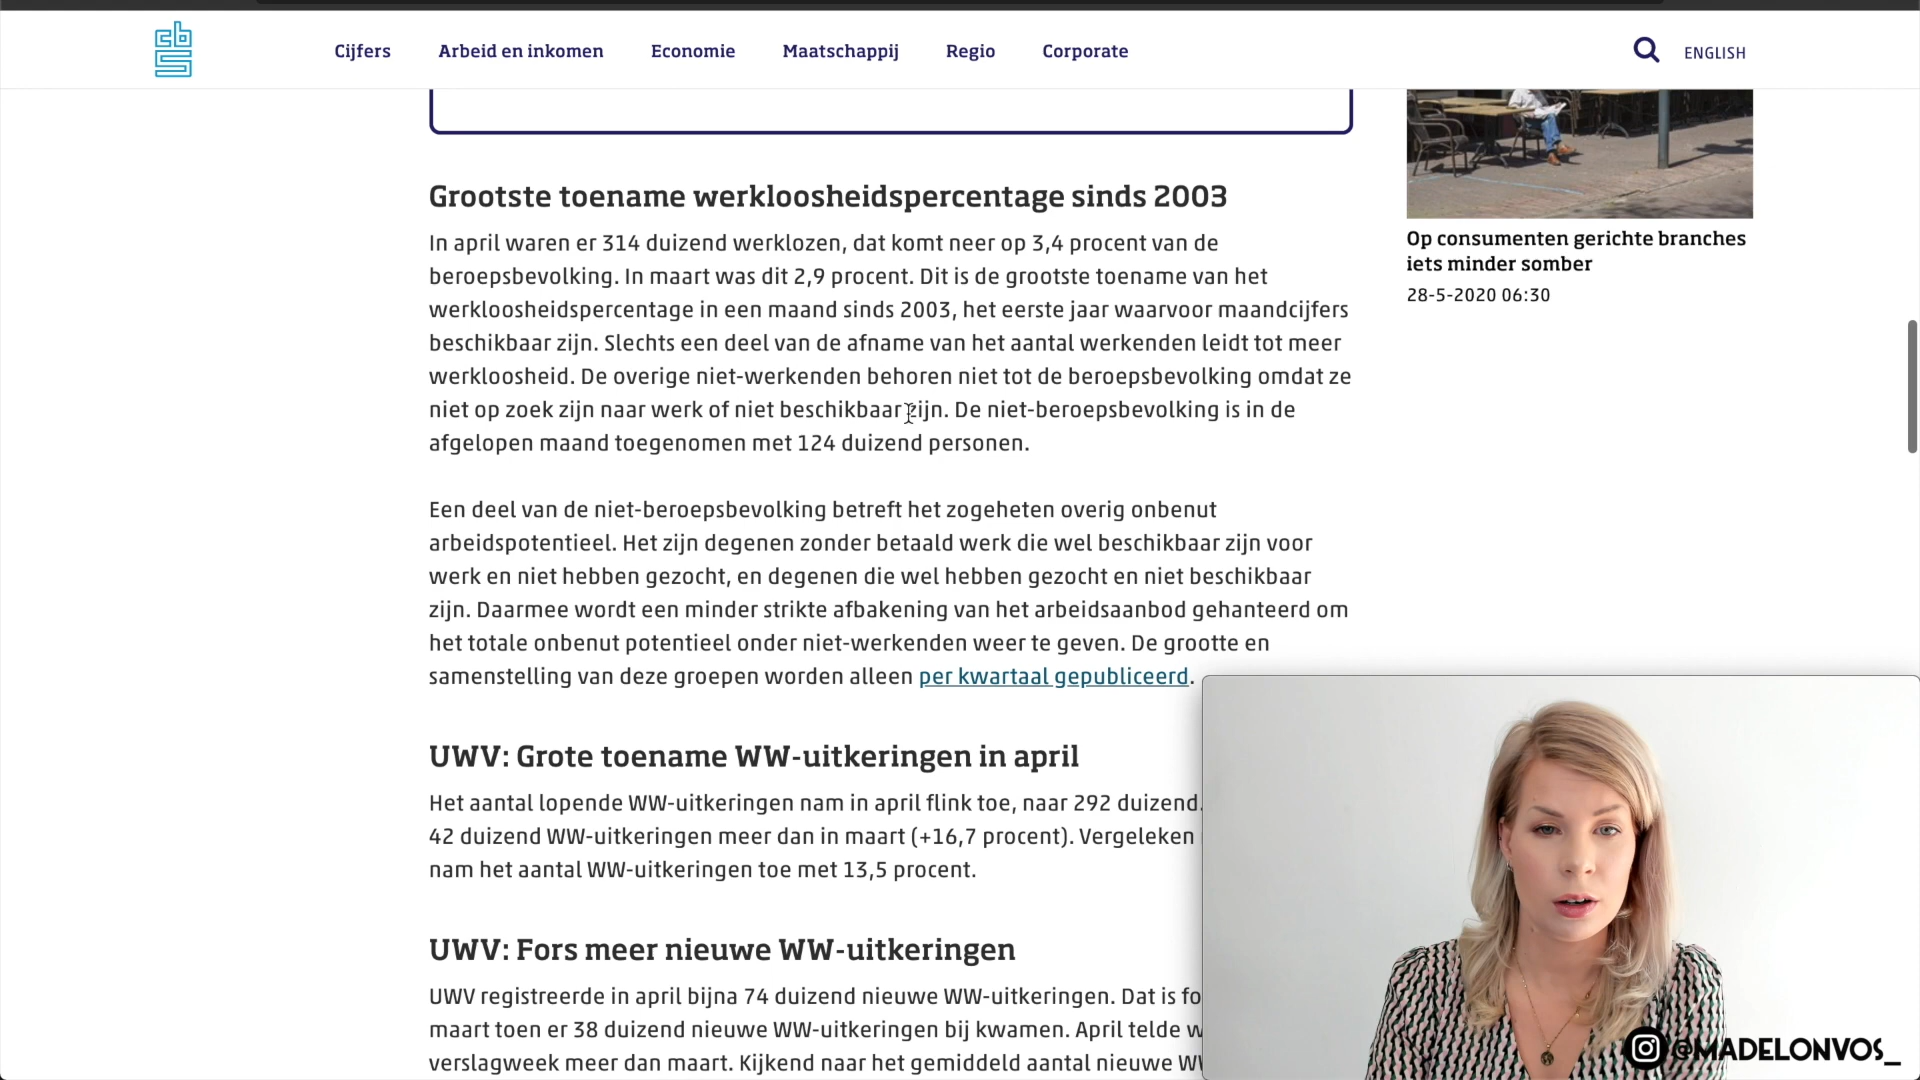 cbs
Cijfers
Arbeid en inkomen
Economie
Maatschappij
Regio
Corporate
ENGLISH
Grootste toename werkloosheidspercentage sinds 2003
In april waren er 314 duizend werklozen, dat komt neer op 3,4 procent van de
beroepsbevolking. In maart was dit 2,9 procent. Dit is de grootste toename van het
werkloosheidspercentage in een maand sinds 2003, het eerste jaar waarvoor maandcijfers
beschikbaar zijn. Slechts een deel van de afname van het aantal werkenden leidt tot meer
werkloosheid. De overige niet-werkenden behoren niet tot de beroepsbevolking omdat ze
niet op zoek zijn naar werk of niet beschikbaar zijn. De niet-beroepsbevolking is in de
afgelopen maand toegenomen met 124 duizend personen.
Een deel van de niet-beroepsbevolking betreft het zogeheten overig onbenut
arbeidspotentieel. Het zijn degenen zonder betaald werk die wel beschikbaar zijn voor
werk en niet hebben gezocht, en degenen die wel hebben gezocht en niet beschikbaar
zijn. Daarmee wordt een minder strikte afbakening van het arbeidsaanbod gehanteerd om
het totale onbenut potentieel onder niet-werkenden weer te geven. De grootte en
samenstelling van deze groepen worden alleen per kwartaal gepubliceerd.
UWV: Grote toename WW-uitkeringen in april
Het aantal lopende WW-uitkeringen nam in april flink toe, naar 292 duizend.
42 duizend WW-uitkeringen meer dan in maart (+16,7 procent). Vergeleken
nam het aantal WW-uitkeringen toe met 13,5 procent.
UWV: Fors meer nieuwe WW-uitkeringen
UWV registreerde in april bijna 74 duizend nieuwe WW-uitkeringen. Dat is fo
maart toen er 38 duizend nieuwe WW-uitkeringen bij kwamen. April telde w
verslagweek meer dan maart. Kijkend naar het gemiddeld aantal nieuwe W
Op consumenten gerichte branches
iets minder somber
28-5-2020 06:30
@MADELONVOS_